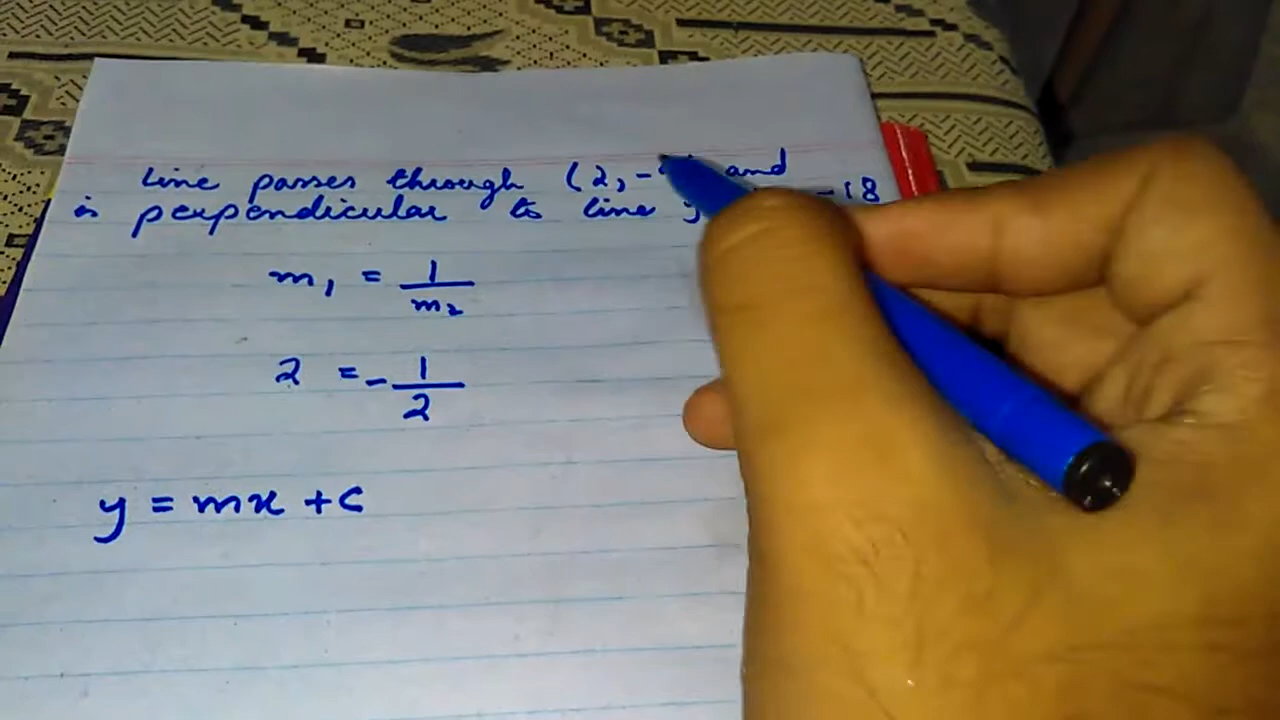 Line passes through (2, - and
is perpendicular to line y -18
m₁ = 1/m₂
2 = -1/2
y = mx + c